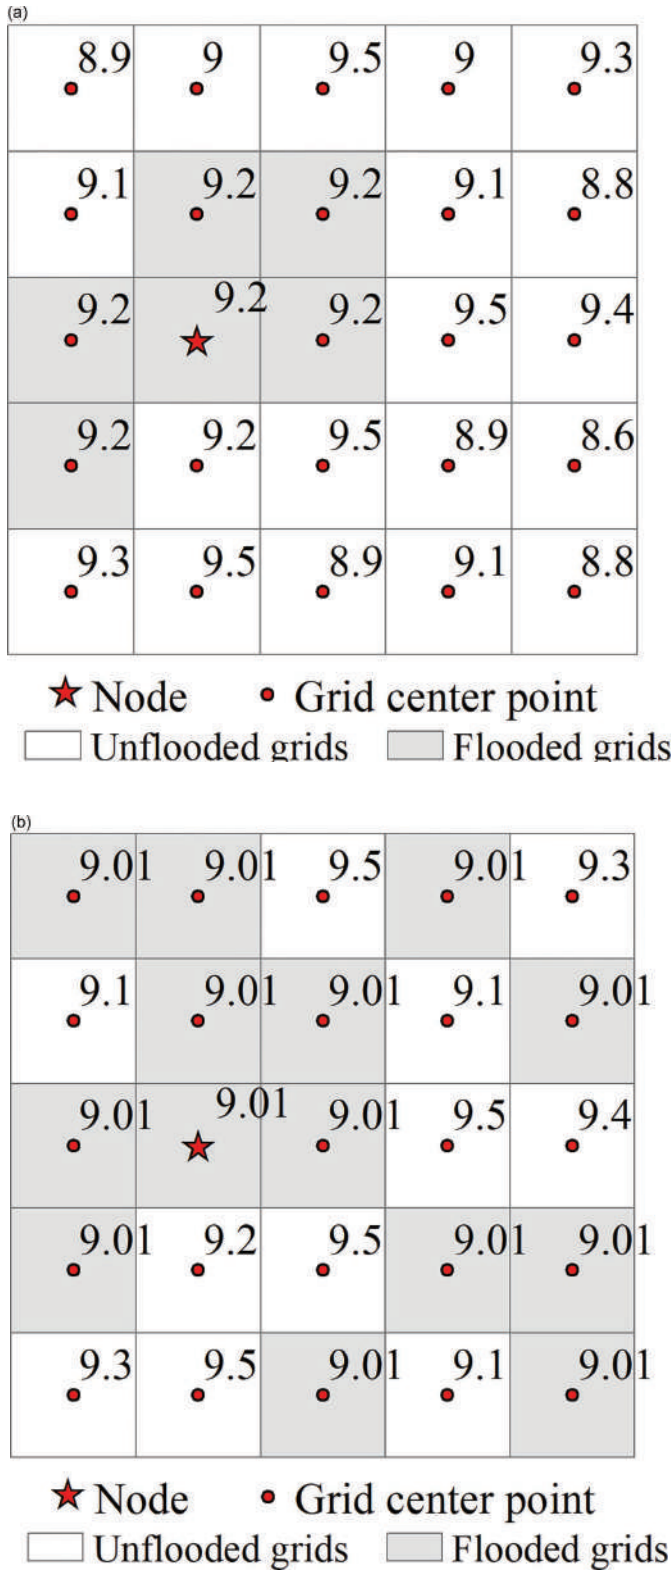 (a)
8.9 9 9.5 9 9.3
9.1 9.2 9.2 9.1 8.8
9.2 9.2 9.2 9.5 9.4
9.2 9.2 9.5 8.9 8.6
9.3 9.5 8.9 9.1 8.8
Node Grid center point
Unflooded grids Flooded grids
(b)
9.01 9.01 9.5 9.01 9.3
9.1 9.01 9.01 9.1 9.01
9.01 9.01 9.01 9.5 9.4
9.01 9.2 9.5 9.01 9.01
9.3 9.5 9.01 9.1 9.01
Node Grid center point
Unflooded grids Flooded grids